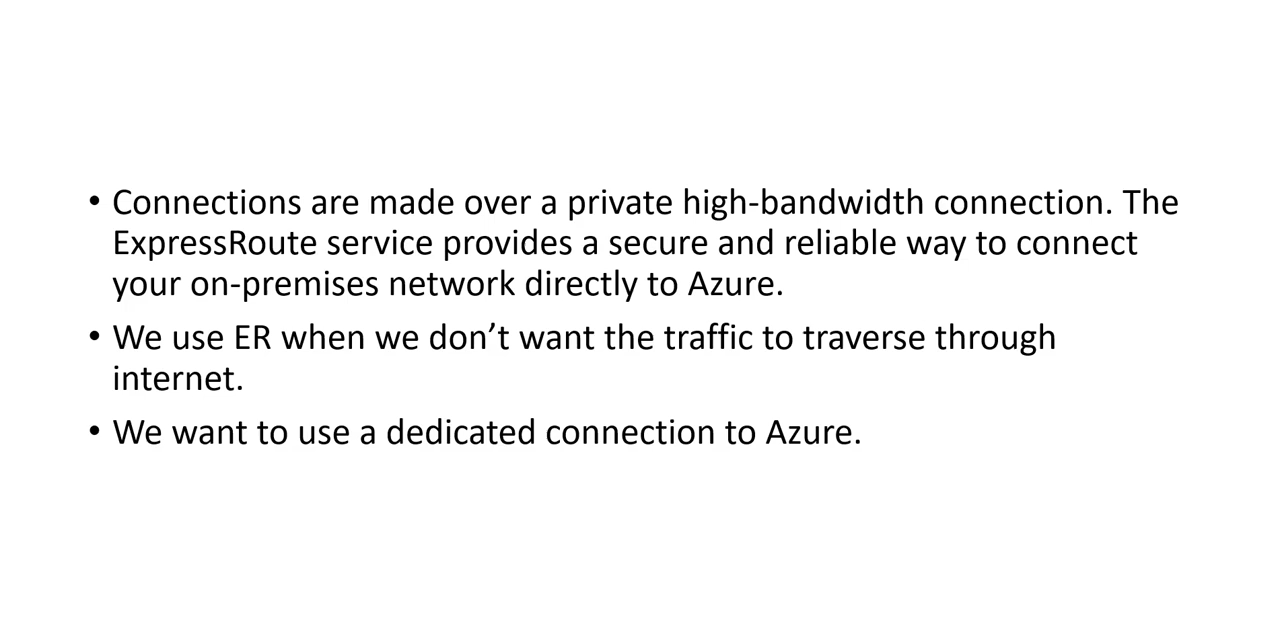 • Connections are made over a private high-bandwidth connection. The
ExpressRoute service provides a secure and reliable way to connect
your on-premises network directly to Azure.
• We use ER when we don’t want the traffic to traverse through
internet.
• We want to use a dedicated connection to Azure.